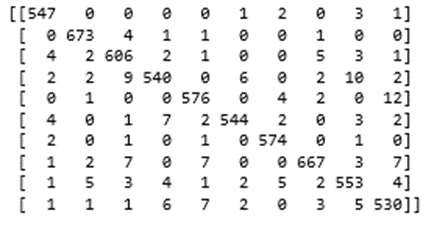 [[547 0 0 0 0 1 2 0 3 1]
[ 0 673 4 1 1 0 0 1 0 0]
[ 4 2 606 2 1 0 0 5 3 1]
[ 2 2 9 540 0 6 0 2 10 2]
[ 0 1 0 0 576 0 4 2 0 12]
[ 4 0 1 7 2 544 2 0 3 2]
[ 2 0 1 0 1 0 574 0 1 0]
[ 1 2 7 0 7 0 0 667 3 7]
[ 1 5 3 4 1 2 5 2 553 4]
[ 1 1 1 6 7 2 0 3 5 530]]